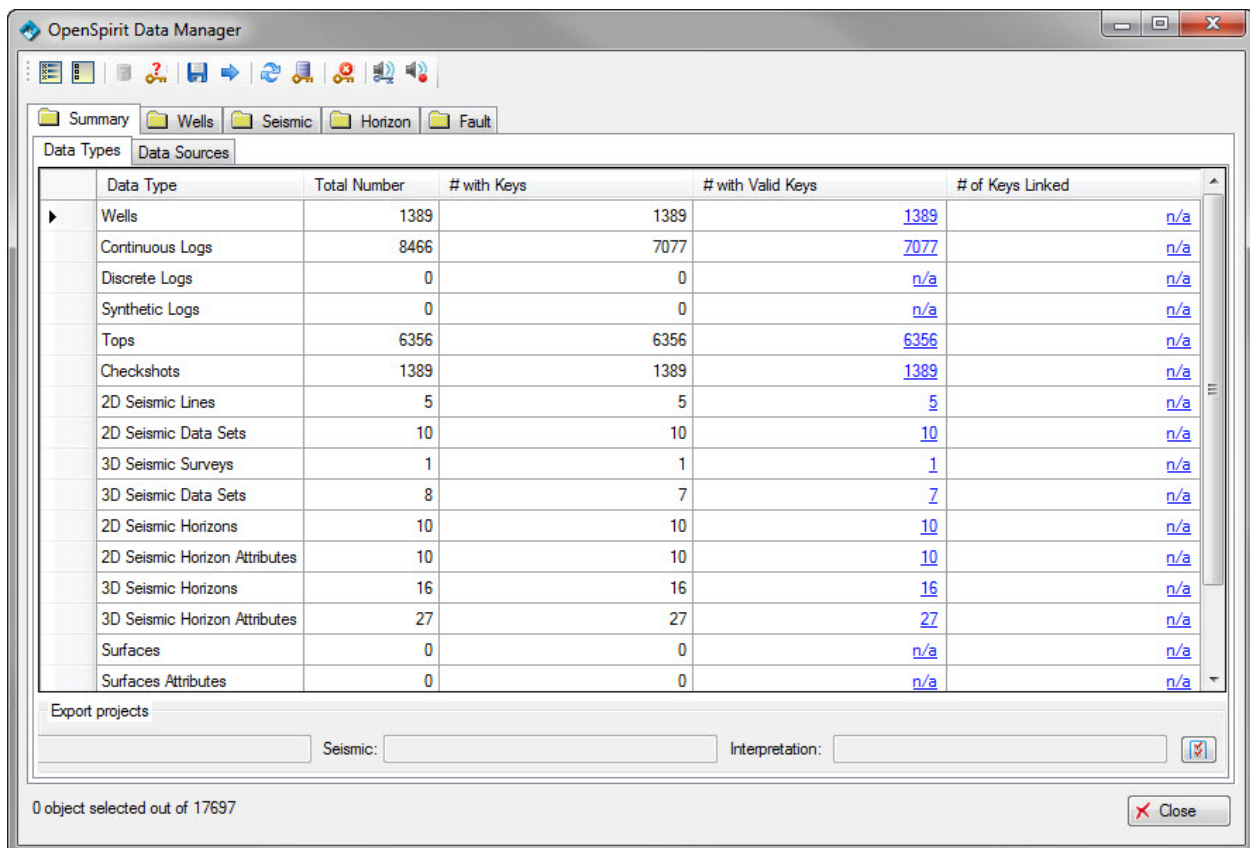 OpenSpirit Data Manager
Summary Wells Seismic Horizon Fault
Data Types Data Sources
Data Type Total Number # with Keys # with Valid Keys # of Keys Linked
Wells 1389 1389 1389 n/a
Continuous Logs 8466 7077 7077 n/a
Discrete Logs 0 0 n/a n/a
Synthetic Logs 0 0 n/a n/a
Tops 6356 6356 6356 n/a
Checkshots 1389 1389 1389 n/a
2D Seismic Lines 5 5 5 n/a
2D Seismic Data Sets 10 10 10 n/a
3D Seismic Surveys 1 1 1 n/a
3D Seismic Data Sets 8 7 7 n/a
2D Seismic Horizons 10 10 10 n/a
2D Seismic Horizon Attributes 10 10 10 n/a
3D Seismic Horizons 16 16 16 n/a
3D Seismic Horizon Attributes 27 27 27 n/a
Surfaces 0 0 n/a n/a
Surfaces Attributes 0 0 n/a n/a
Export projects
Seismic: Interpretation:
0 object selected out of 17697
Close